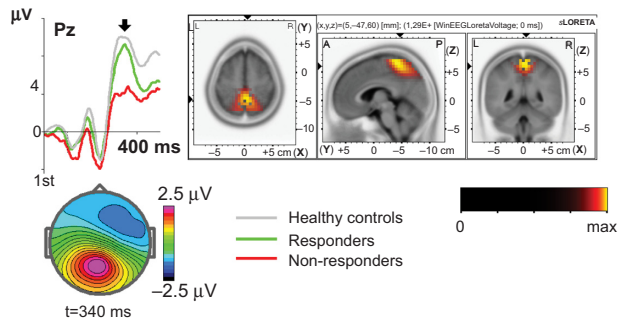 μV
Pz
4
0
400 ms
1st
L R (Y)
0
−5
−10
−5 0 +5 cm (X)
(x,y,z)=(5,-47,60) [mm]; (1,29E+ [WinEEGLoretaVoltage; 0 ms])
sLORETA
A P (Z)
+5
0
−5
(Y) +5 0 −5 −10 cm
L R (Z)
+5
0
−5
−5 0 +5 cm (X)
2.5 μV
−2.5 μV
t=340 ms
Healthy controls
Responders
Non-responders
0 max